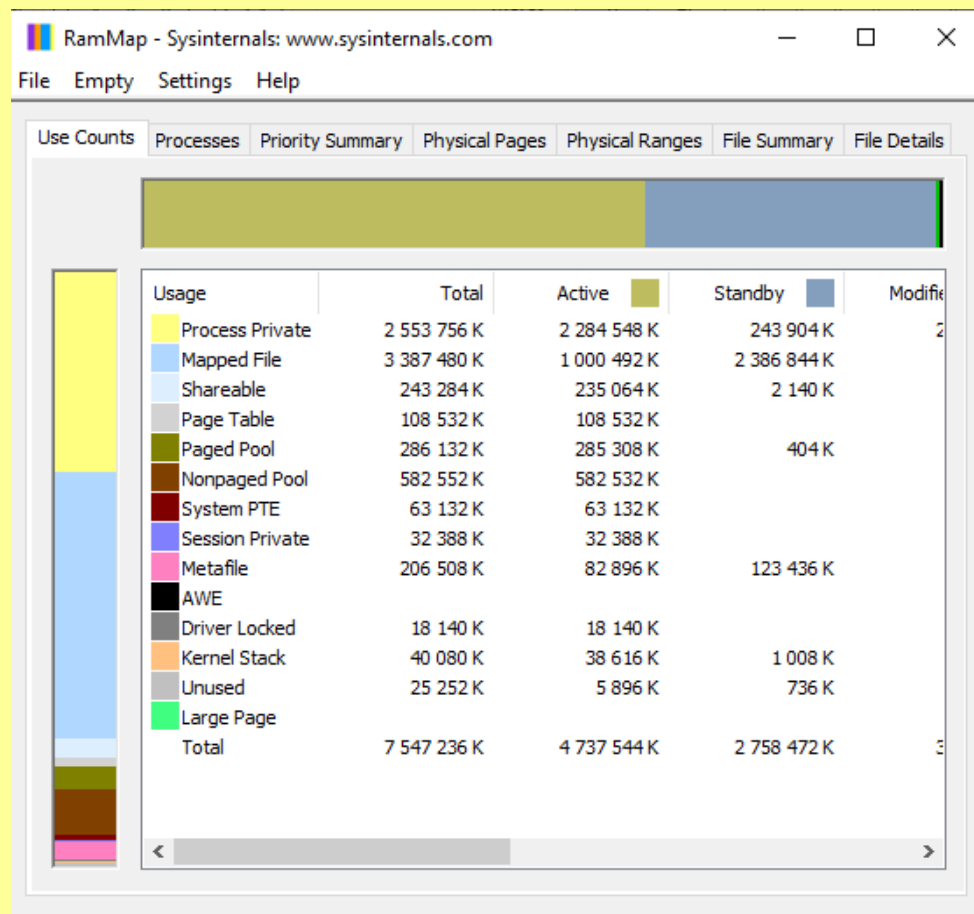 RamMap - Sysinternals: www.sysinternals.com
File Empty Settings Help
Use Counts Processes Priority Summary Physical Pages Physical Ranges File Summary File Details
Usage Total Active Standby
Process Private 2 553 756 K 2 284 548 K 243 904 K
Mapped File 3 387 480 K 1 000 492 K 2 386 844 K
Shareable 243 284 K 235 064 K 2 140 K
Page Table 108 532 K 108 532 K
Paged Pool 286 132 K 285 308 K 404 K
Nonpaged Pool 582 552 K 582 532 K
System PTE 63 132 K 63 132 K
Session Private 32 388 K 32 388 K
Metafile 206 508 K 82 896 K 123 436 K
AWE
Driver Locked 18 140 K 18 140 K
Kernel Stack 40 080 K 38 616 K 1 008 K
Unused 25 252 K 5 896 K 736 K
Large Page
Total 7 547 236 K 4 737 544 K 2 758 472 K